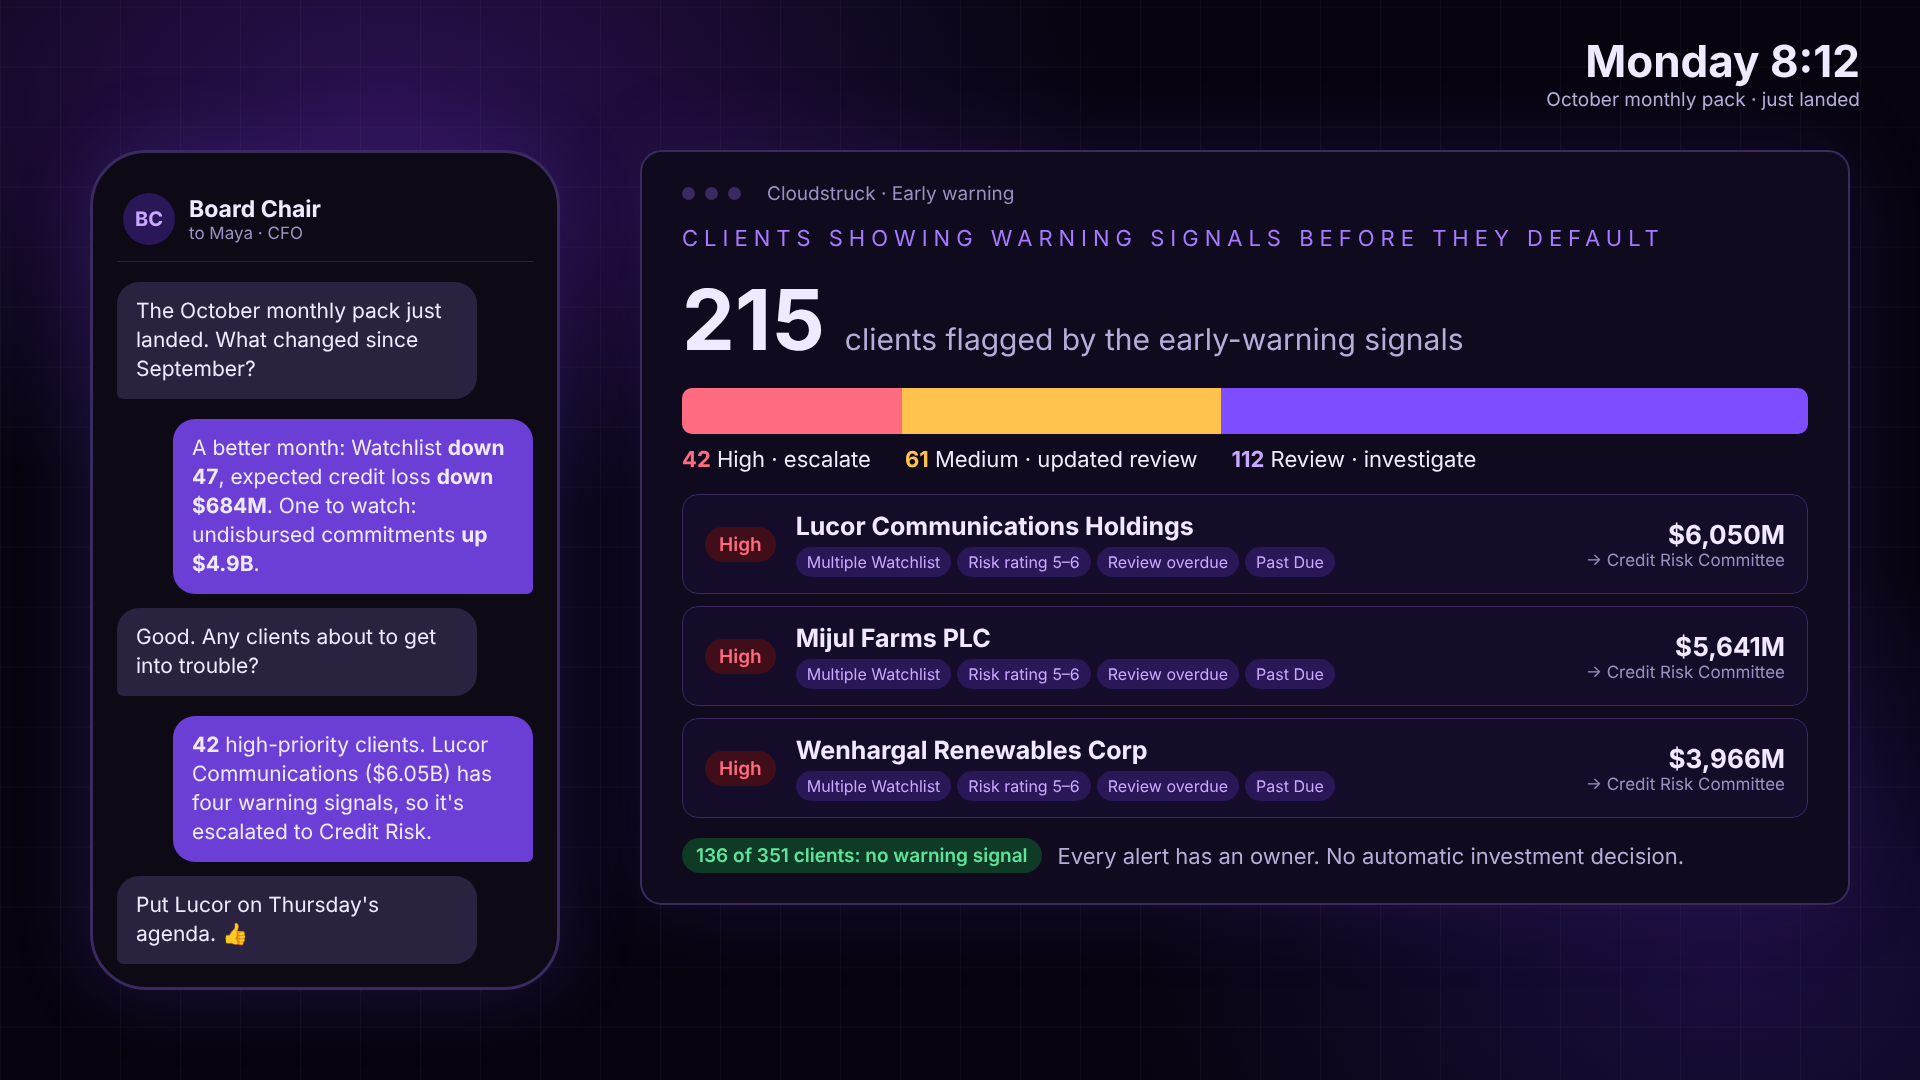 Monday 8:12
October monthly pack · just landed
BC
Board Chair
to Maya · CFO
The October monthly pack just
landed. What changed since
September?
A better month: Watchlist down
47, expected credit loss down
$684M. One to watch:
undisbursed commitments up
$4.9B.
Good. Any clients about to get
into trouble?
42 high-priority clients. Lucor
Communications ($6.05B) has
four warning signals, so it's
escalated to Credit Risk.
Put Lucor on Thursday's
agenda. 👍
Cloudstruck · Early warning
CLIENTS SHOWING WARNING SIGNALS BEFORE THEY DEFAULT
215 clients flagged by the early-warning signals
42 High · escalate 61 Medium · updated review 112 Review · investigate
High
Lucor Communications Holdings
Multiple Watchlist Risk rating 5–6 Review overdue Past Due
$6,050M
→ Credit Risk Committee
High
Mijul Farms PLC
Multiple Watchlist Risk rating 5–6 Review overdue Past Due
$5,641M
→ Credit Risk Committee
High
Wenhargal Renewables Corp
Multiple Watchlist Risk rating 5–6 Review overdue Past Due
$3,966M
→ Credit Risk Committee
136 of 351 clients: no warning signal Every alert has an owner. No automatic investment decision.